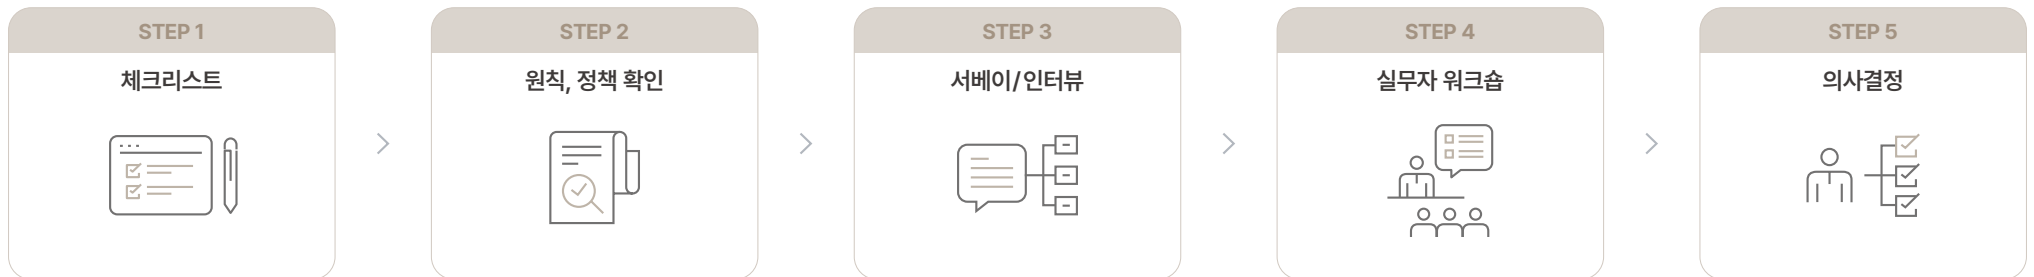 STEP 1
체크리스트
STEP 2
원칙, 정책 확인
STEP 3
서베이/인터뷰
STEP 4
실무자 워크숍
STEP 5
의사결정